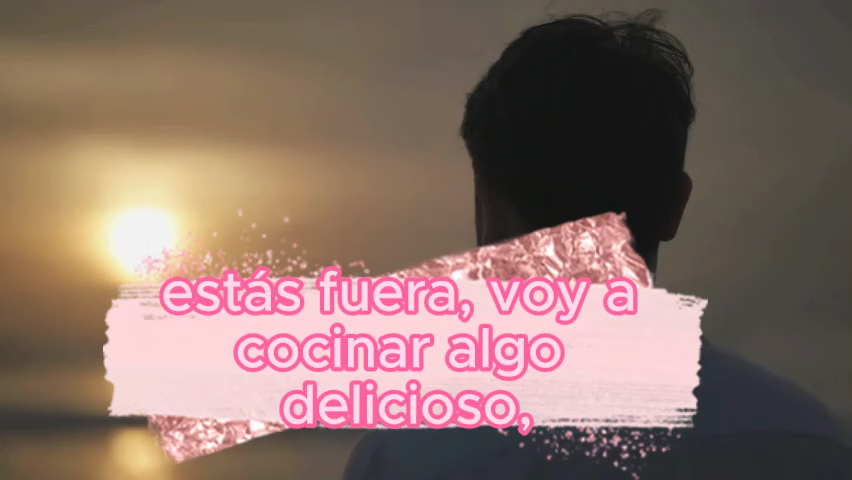 estás fuera, voy a
cocinar algo
delicioso,